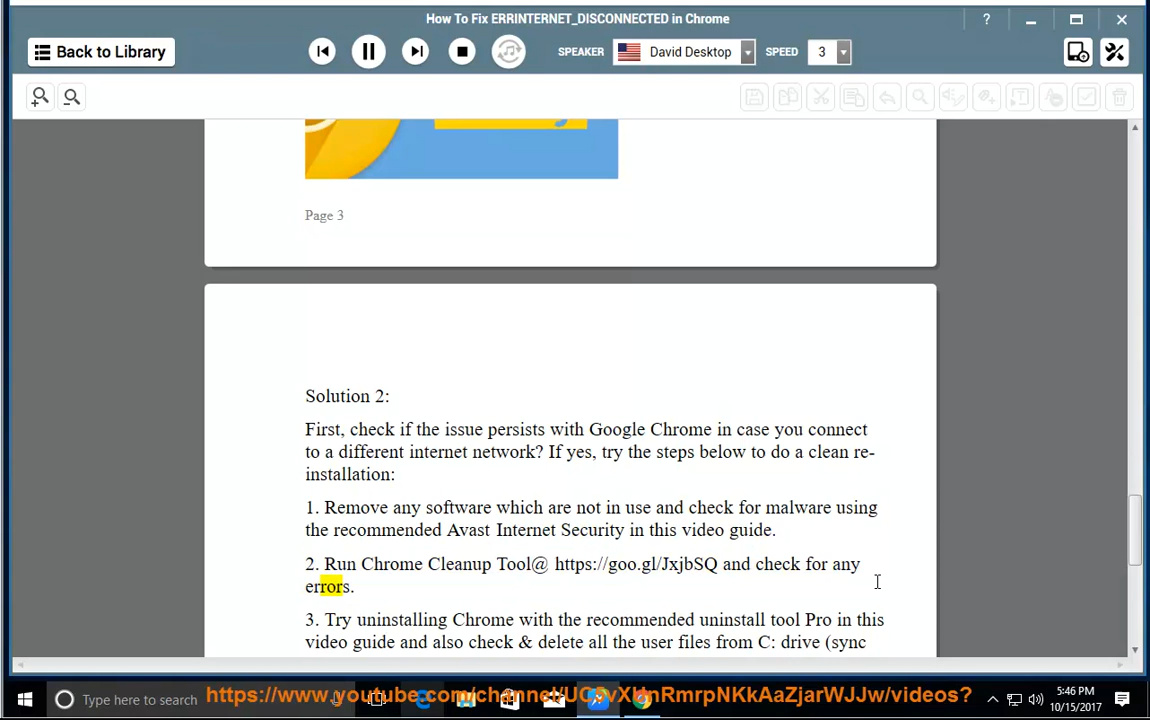 How To Fix ERRINTERNET_DISCONNECTED in Chrome
?
Back to Library
SPEAKER
David Desktop
SPEED
3
Page 3
Solution 2:
First, check if the issue persists with Google Chrome in case you connect
to a different internet network? If yes, try the steps below to do a clean re-
installation:
1. Remove any software which are not in use and check for malware using
the recommended Avast Internet Security in this video guide.
2. Run Chrome Cleanup Tool@ https://goo.gl/JxjbSQ and check for any
errors.
3. Try uninstalling Chrome with the recommended uninstall tool Pro in this
video guide and also check & delete all the user files from C: drive (sync
Type here to search
5:46 PM
10/15/2017